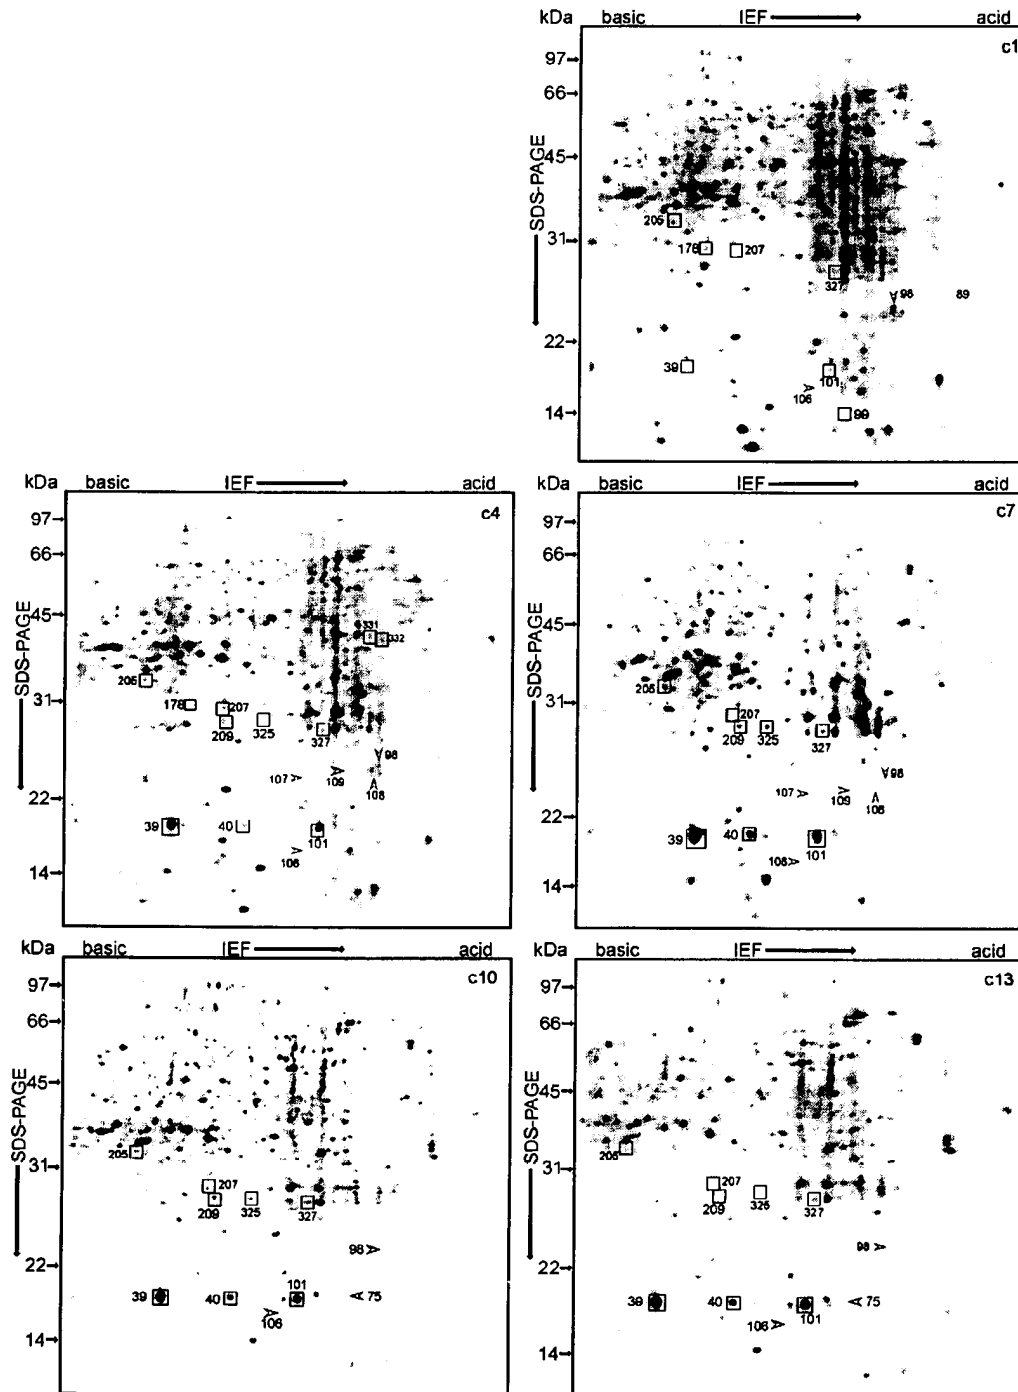 kDa basic IEF acid
c1
97
66
45
31
22
14
SDS-PAGE
205
178 207
327
98 89
39 101
106
99
kDa basic IEF acid
c4
97
66
45
31
22
14
SDS-PAGE
331 332
205
178 207
209 325 327
98
107 109 108
39 40 101
106
kDa basic IEF acid
c7
97
66
45
31
22
14
SDS-PAGE
205
207
209 325 327
98
107 109 108
39 40 101
106
kDa basic IEF acid
c10
97
66
45
31
22
14
SDS-PAGE
205
207
209 325 327
98
39 40 101 75
106
kDa basic IEF acid
c13
97
66
45
31
22
14
SDS-PAGE
205
207
209 325 327
98
39 40 101 75
106